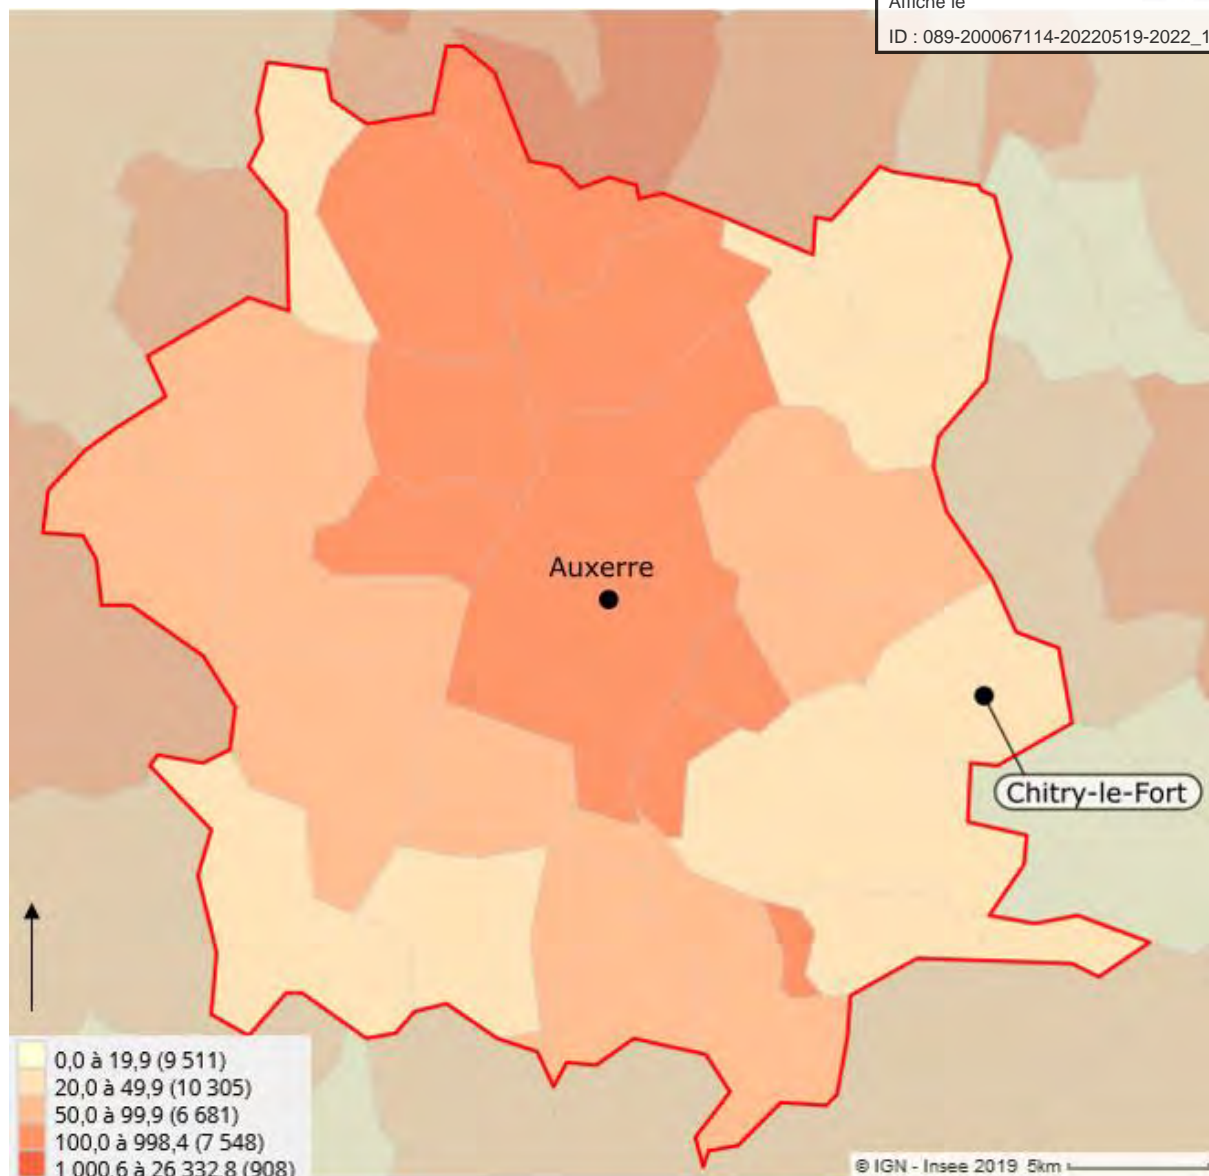 Affiché le
ID : 089-200067114-20220519-2022_1
Auxerre
Chitry-le-Fort
0,0 à 19,9 (9 511)
20,0 à 49,9 (10 305)
50,0 à 99,9 (6 681)
100,0 à 998,4 (7 548)
1 000,6 à 26 332,8 (908)
© IGN - Insee 2019 5km